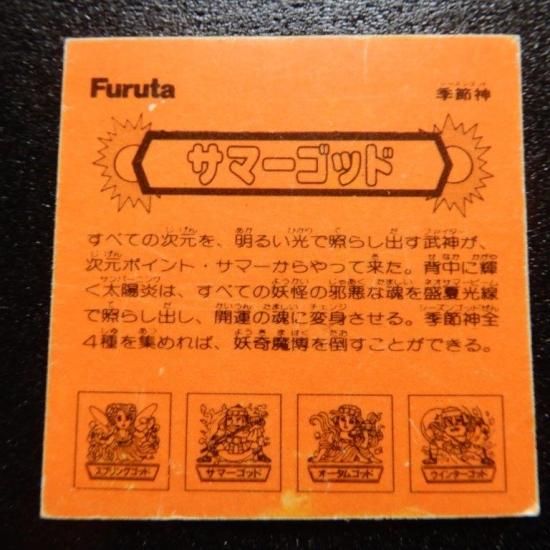 Furuta
季節神
サマーゴッド
すべての次元を、明るい光で照らし出す武神が、
次元ポイント・サマーからやって来た。背中に輝
く太陽炎は、すべての妖怪の邪悪な魂を盛夏光線
で照らし出し、開運の魂に変身させる。季節神全
4種を集めれば、妖奇魔博を倒すことができる。
スプリングゴッド
サマーゴッド
オータムゴッド
ウインターゴッド